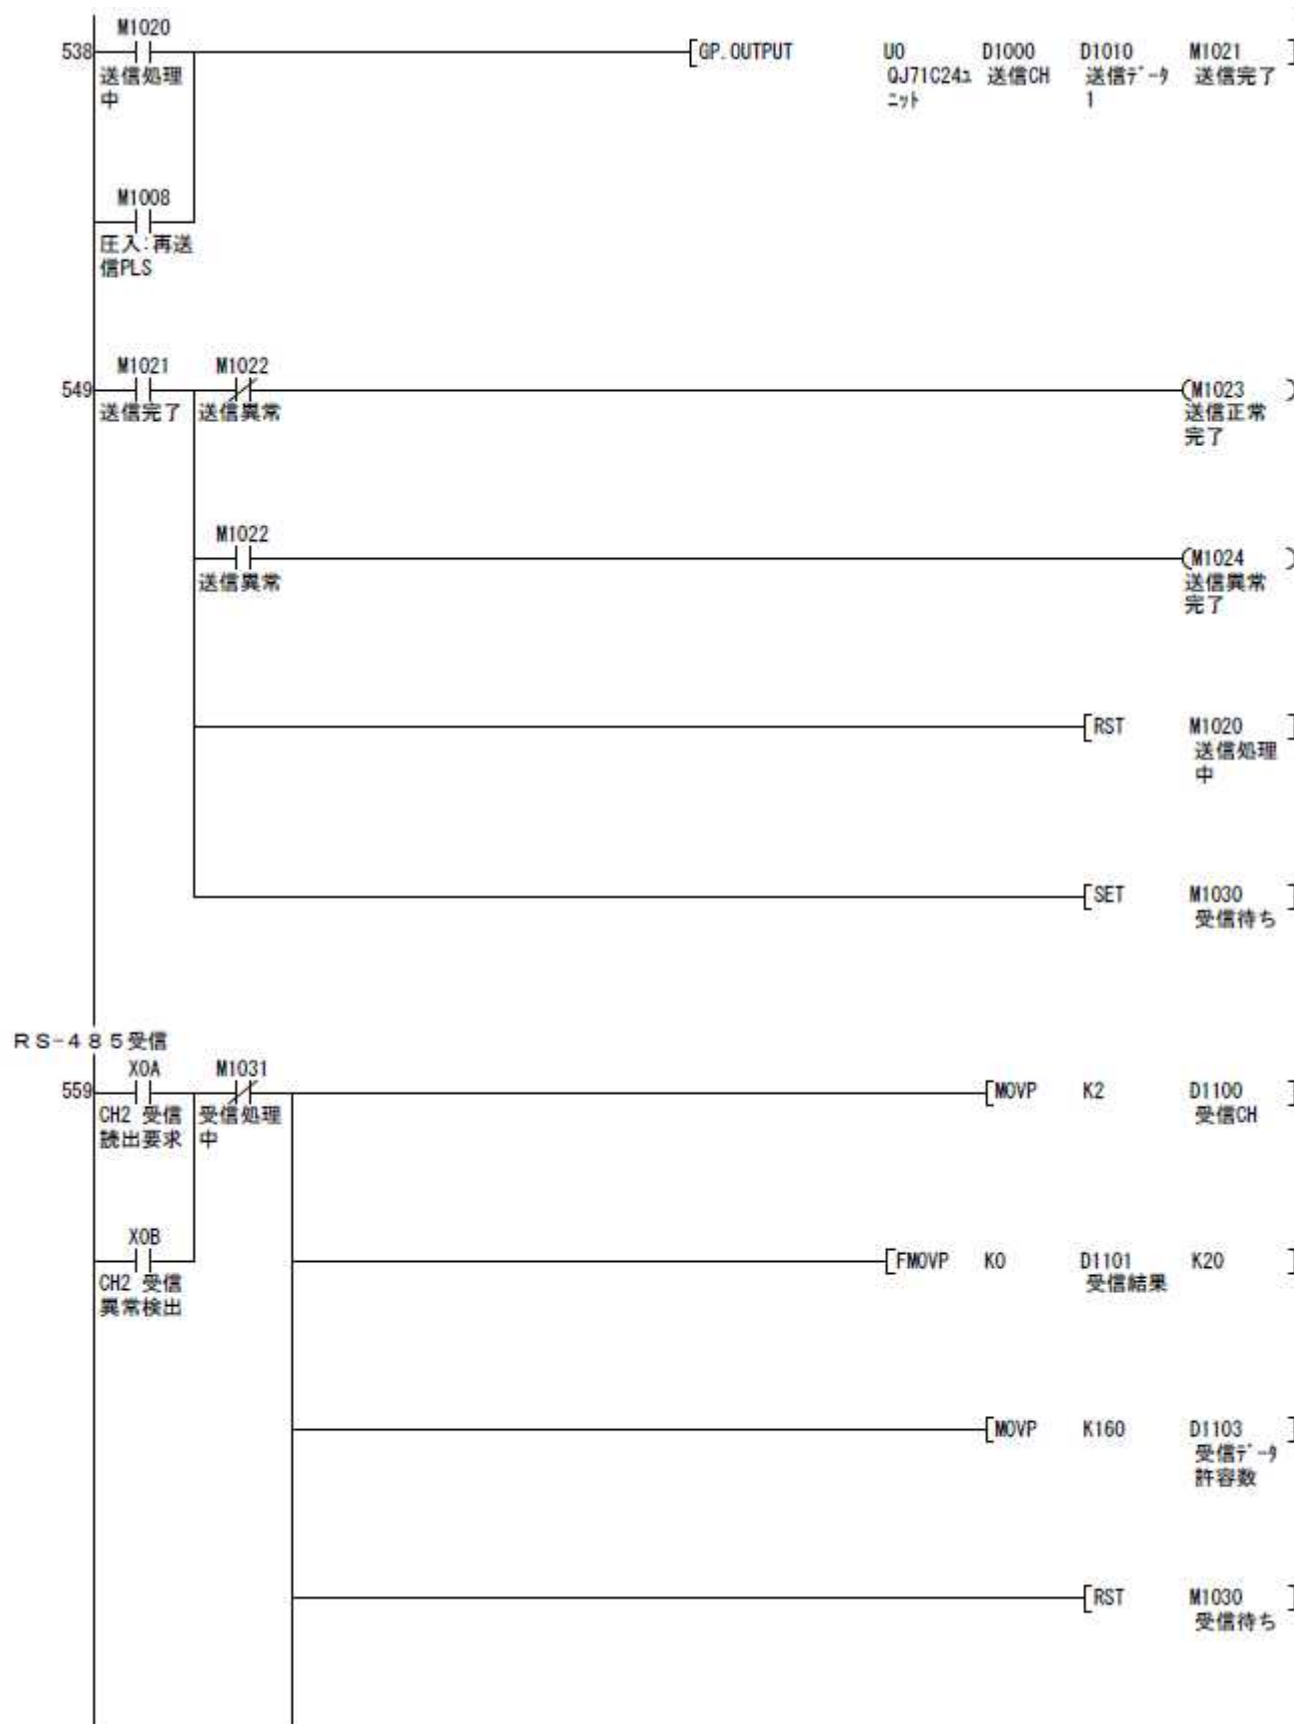 M1020
538
[GP.OUTPUT U0 D1000 D1010 M1021 ]
送信処理 QJ71C24ﾕ 送信CH 送信ﾃﾞｰﾀ 送信完了
中 ﾆｯﾄ 1
M1008
圧入:再送
信PLS
M1021 M1022
549 (M1023 )
送信完了 送信異常 送信正常
完了
M1022
(M1024 )
送信異常 送信異常
完了
[RST M1020 ]
送信処理
中
[SET M1030 ]
受信待ち
ＲＳ−４８５受信
X0A M1031
559 [MOVP K2 D1100 ]
CH2 受信 受信処理 受信CH
読出要求 中
X0B
[FMOVP K0 D1101 K20 ]
CH2 受信 受信結果
異常検出
[MOVP K160 D1103 ]
受信ﾃﾞｰﾀ
許容数
[RST M1030 ]
受信待ち